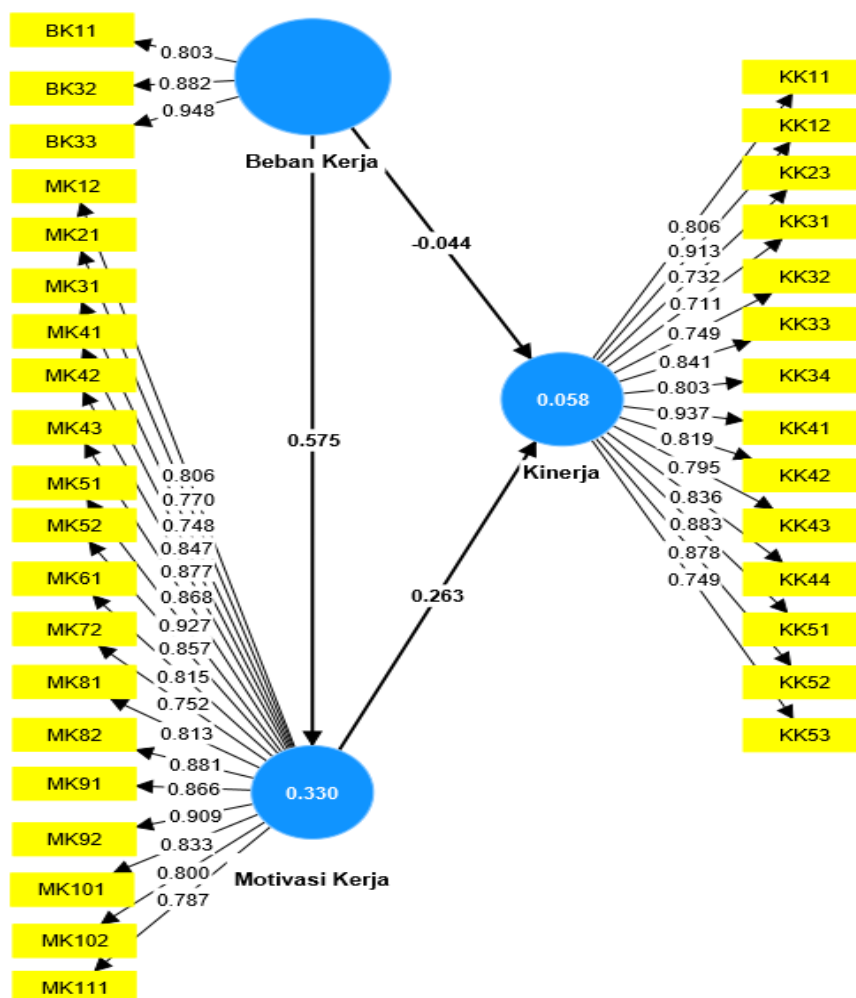 BK11
BK32
BK33
0.803
0.882
0.948
Beban Kerja
MK12
MK21
MK31
MK41
MK42
MK43
MK51
MK52
MK61
MK72
MK81
MK82
MK91
MK92
MK101
MK102
MK111
0.806
0.770
0.748
0.847
0.877
0.868
0.927
0.857
0.815
0.752
0.813
0.881
0.866
0.909
0.833
0.800
0.787
0.330
Motivasi Kerja
0.575
-0.044
0.263
0.058
Kinerja
0.806
0.913
0.732
0.711
0.749
0.841
0.803
0.937
0.819
0.795
0.836
0.883
0.878
0.749
KK11
KK12
KK23
KK31
KK32
KK33
KK34
KK41
KK42
KK43
KK44
KK51
KK52
KK53